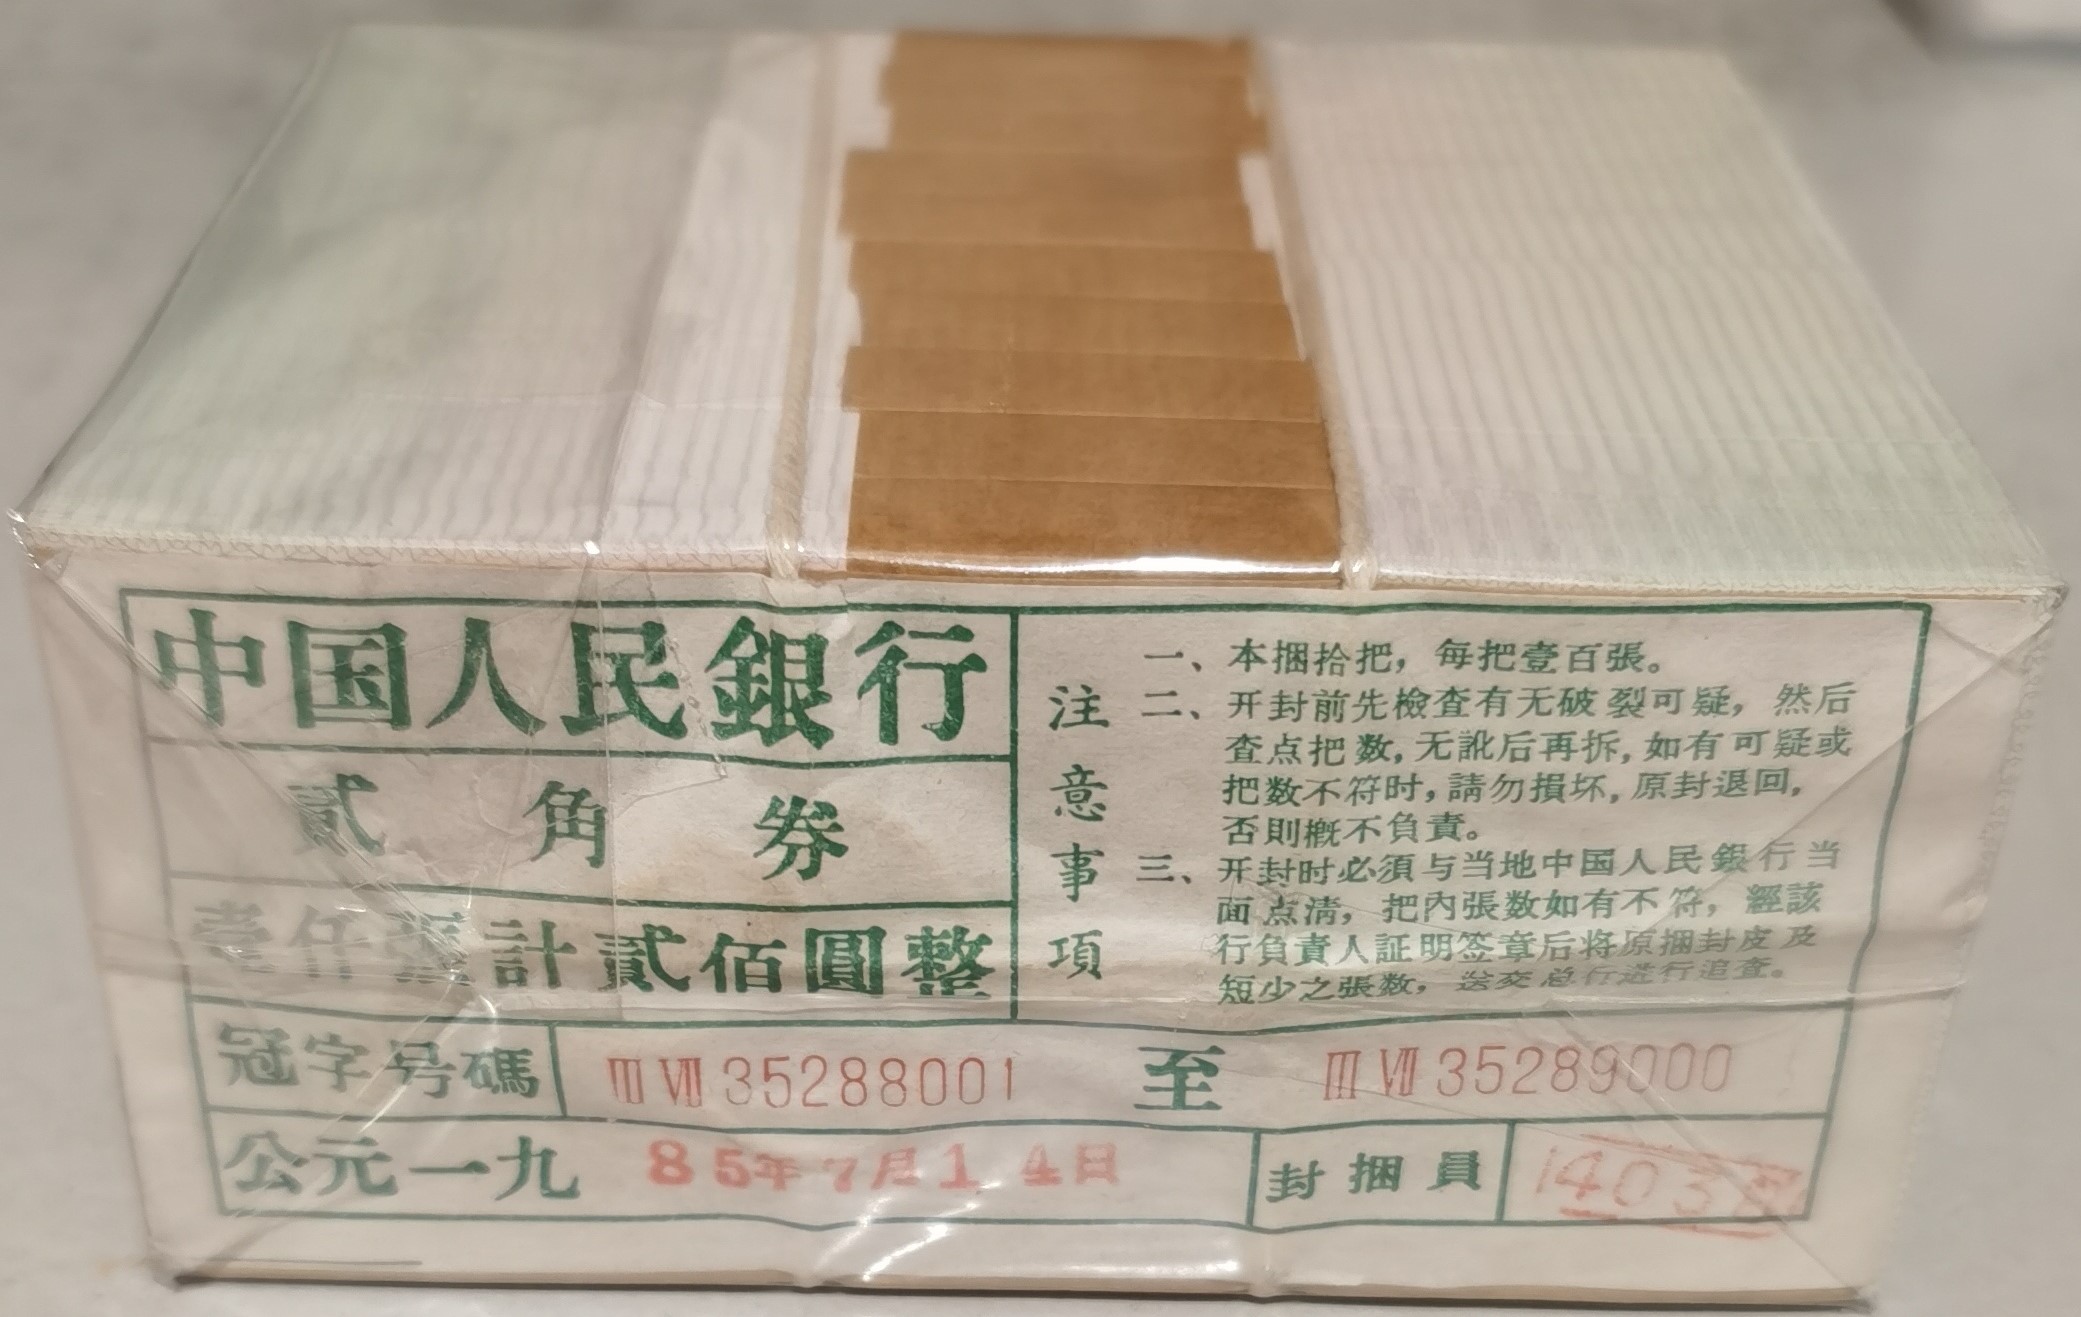 中国人民銀行
貳角券
壹仟張計貳佰圓整
注意事項
一、本捆拾把，每把壹百張。
二、开封前先檢查有无破裂可疑，然后
查点把数，无訛后再拆，如有可疑或
把数不符时，請勿損坏，原封退回，
否則槪不負責。
三、开封时必須与当地中国人民銀行当
面点清，把內張数如有不符，經該
行負責人証明签章后将原捆封皮及
短少之張数，送交总行进行追查。
冠字号碼 ⅢⅦ35288001 至 ⅢⅦ35289000
公元一九85年7月14日 封捆員 1403